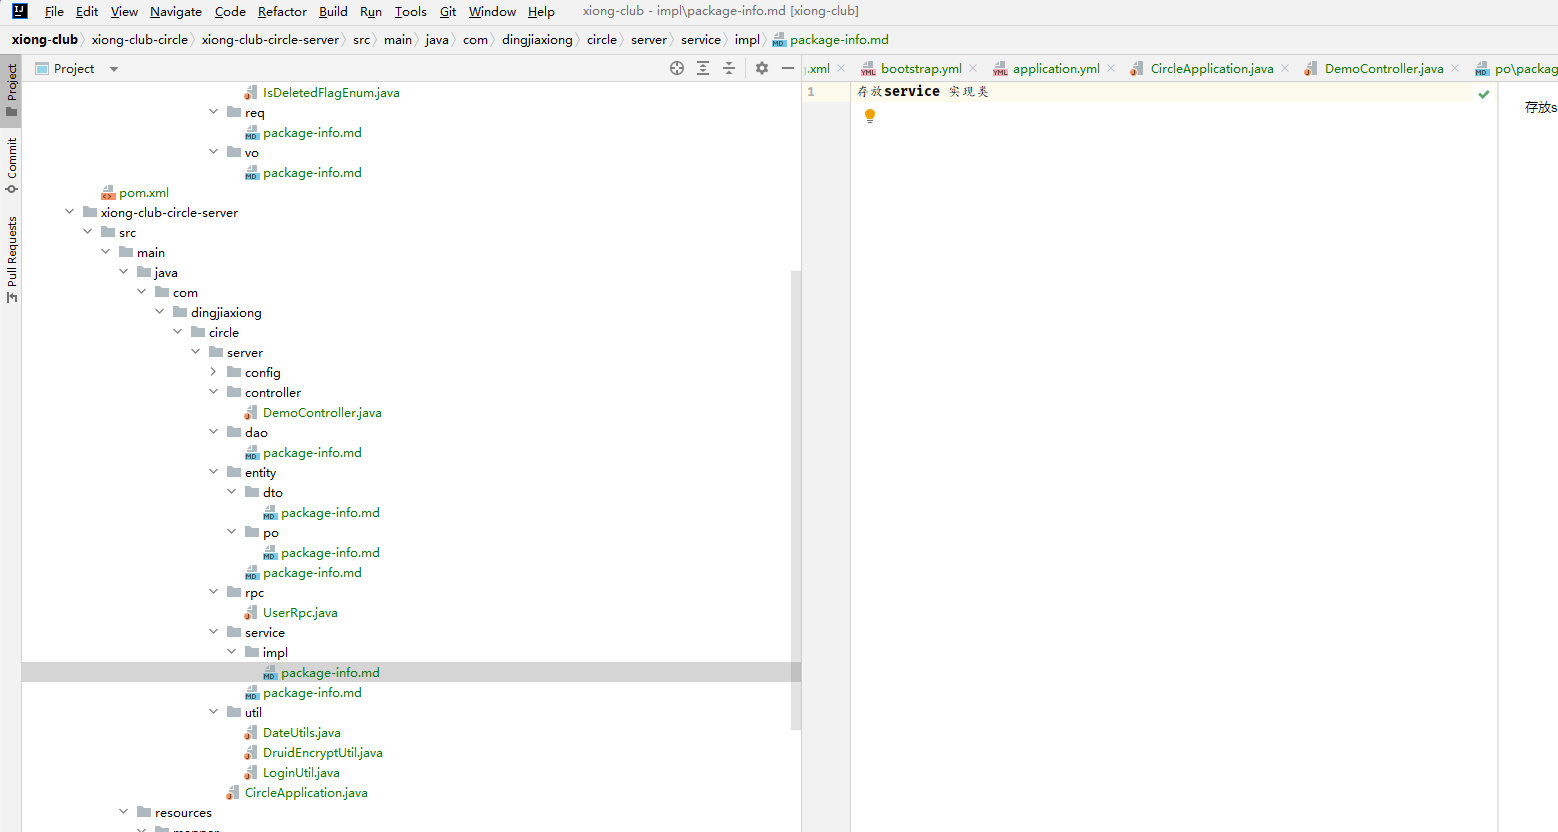 File Edit View Navigate Code Refactor Build Run Tools Git Window Help xiong-club - impl\package-info.md [xiong-club]
xiong-club xiong-club-circle xiong-club-circle-server src main java com dingjiaxiong circle server service impl package-info.md
Project
Commit
Pull Requests
Project
.xml bootstrap.yml application.yml CircleApplication.java DemoController.java po\packag
IsDeletedFlagEnum.java
req
package-info.md
vo
package-info.md
pom.xml
xiong-club-circle-server
src
main
java
com
dingjiaxiong
circle
server
config
controller
DemoController.java
dao
package-info.md
entity
dto
package-info.md
po
package-info.md
package-info.md
rpc
UserRpc.java
service
impl
package-info.md
package-info.md
util
DateUtils.java
DruidEncryptUtil.java
LoginUtil.java
CircleApplication.java
resources
1 存放service 实现类
存放s